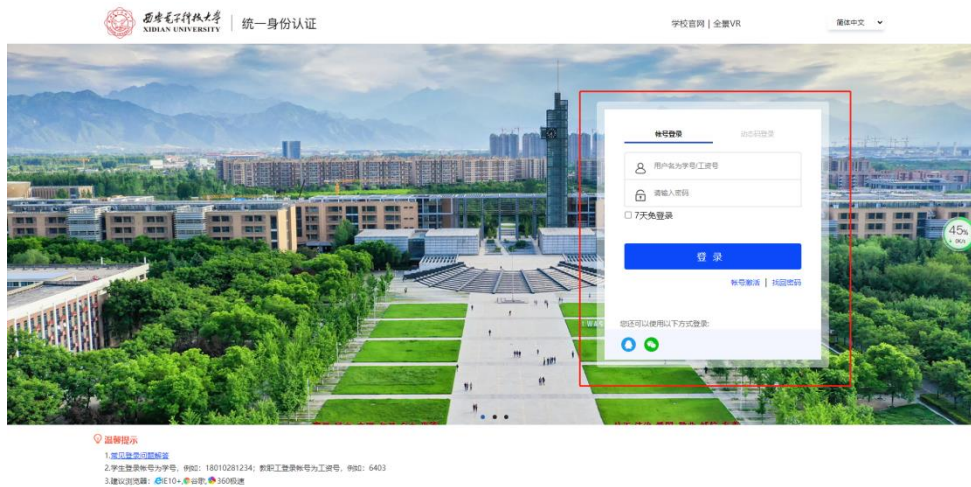 西安电子科技大学
XIDIAN UNIVERSITY
统一身份认证
学校官网 | 全景VR
简体中文
帐号登录
动态码登录
用户名为学号/工资号
请输入密码
7天免登录
登 录
帐号激活 | 找回密码
您还可以使用以下方式登录:
45%
温馨提示
1.常见登录问题解答
2.学生登录帐号为学号，例如：18010281234；教职工登录帐号为工资号，例如：6403
3.建议浏览器：IE10+,谷歌,360极速